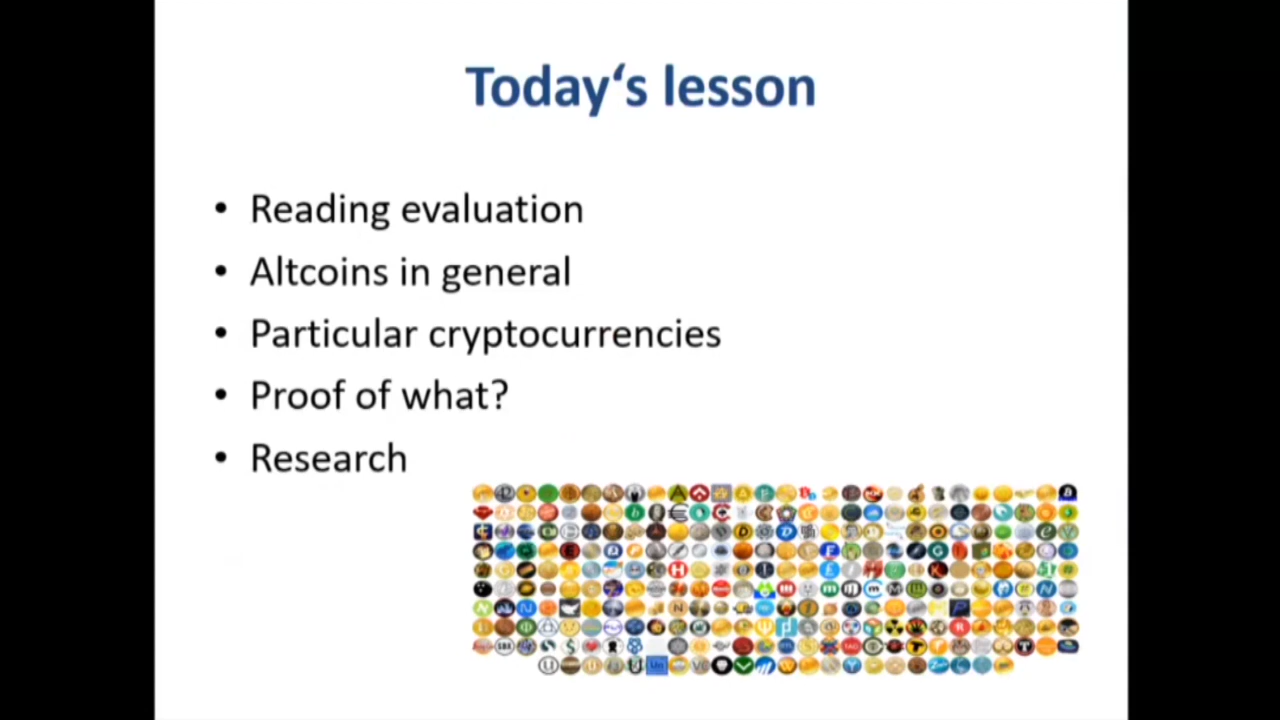 Today‘s lesson
• Reading evaluation
• Altcoins in general
• Particular cryptocurrencies
• Proof of what?
• Research